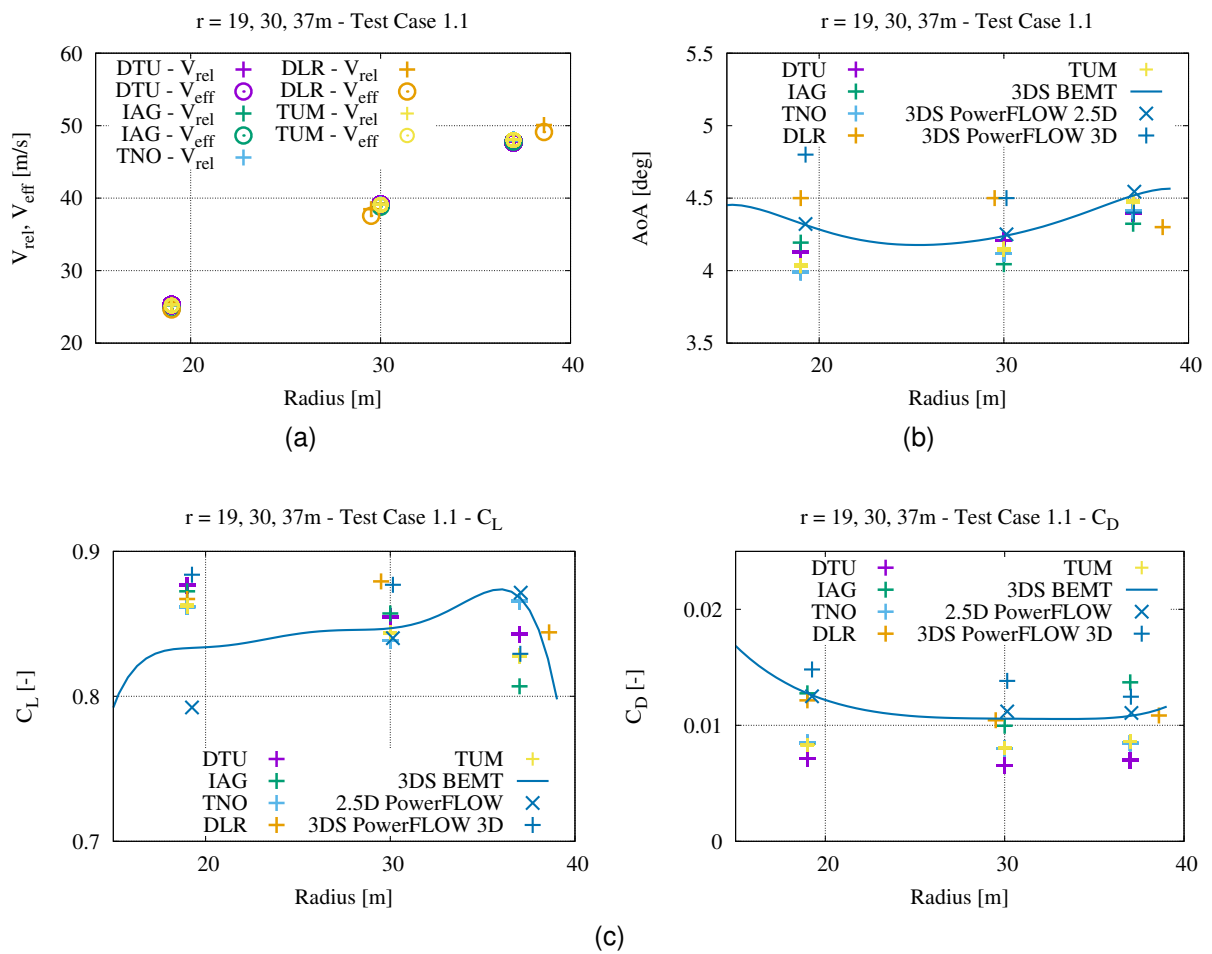 r = 19, 30, 37m - Test Case 1.1
60
50
40
30
20
V_rel, V_eff [m/s]
DTU - V_rel
DTU - V_eff
IAG - V_rel
IAG - V_eff
TNO - V_rel
DLR - V_rel
DLR - V_eff
TUM - V_rel
TUM - V_eff
20 30 40
Radius [m]
(a)
r = 19, 30, 37m - Test Case 1.1
5.5
5
4.5
4
3.5
AoA [deg]
DTU
IAG
TNO
DLR
TUM
3DS BEMT
3DS PowerFLOW 2.5D
3DS PowerFLOW 3D
20 30 40
Radius [m]
(b)
r = 19, 30, 37m - Test Case 1.1 - C_L
0.9
0.8
0.7
C_L [-]
DTU
IAG
TNO
DLR
TUM
3DS BEMT
2.5D PowerFLOW
3DS PowerFLOW 3D
20 30 40
Radius [m]
r = 19, 30, 37m - Test Case 1.1 - C_D
0.02
0.01
0
C_D [-]
DTU
IAG
TNO
DLR
TUM
3DS BEMT
2.5D PowerFLOW
3DS PowerFLOW 3D
20 30 40
Radius [m]
(c)